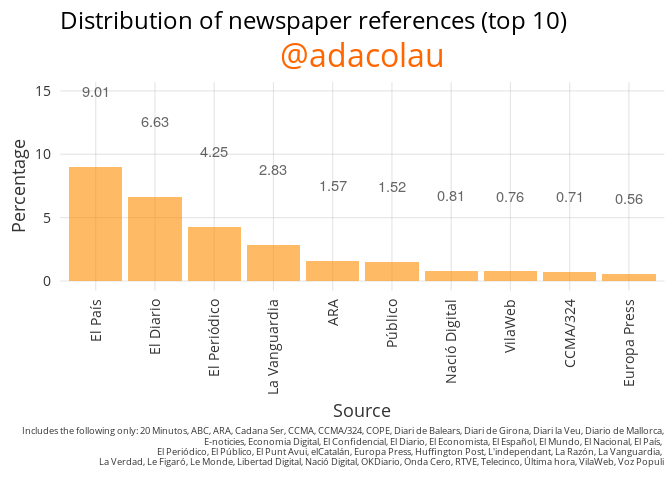 Distribution of newspaper references (top 10)
@adacolau
15
10
5
0
Percentage
9.01
6.63
4.25
2.83
1.57
1.52
0.81
0.76
0.71
0.56
El País
El Diario
El Periódico
La Vanguardia
ARA
Público
Nació Digital
VilaWeb
CCMA/324
Europa Press
Source
Includes the following only: 20 Minutos, ABC, ARA, Cadana Ser, CCMA, CCMA/324, COPE, Diari de Balears, Diari de Girona, Diari la Veu, Diario de Mallorca,
E-noticies, Economia Digital, El Confidencial, El Diario, El Economista, El Español, El Mundo, El Nacional, El País,
El Periódico, El Público, El Punt Avui, elCatalán, Europa Press, Huffington Post, L'independant, La Razón, La Vanguardia,
La Verdad, Le Figaró, Le Monde, Libertad Digital, Nació Digital, OKDiario, Onda Cero, RTVE, Telecinco, Última hora, VilaWeb, Voz Populi